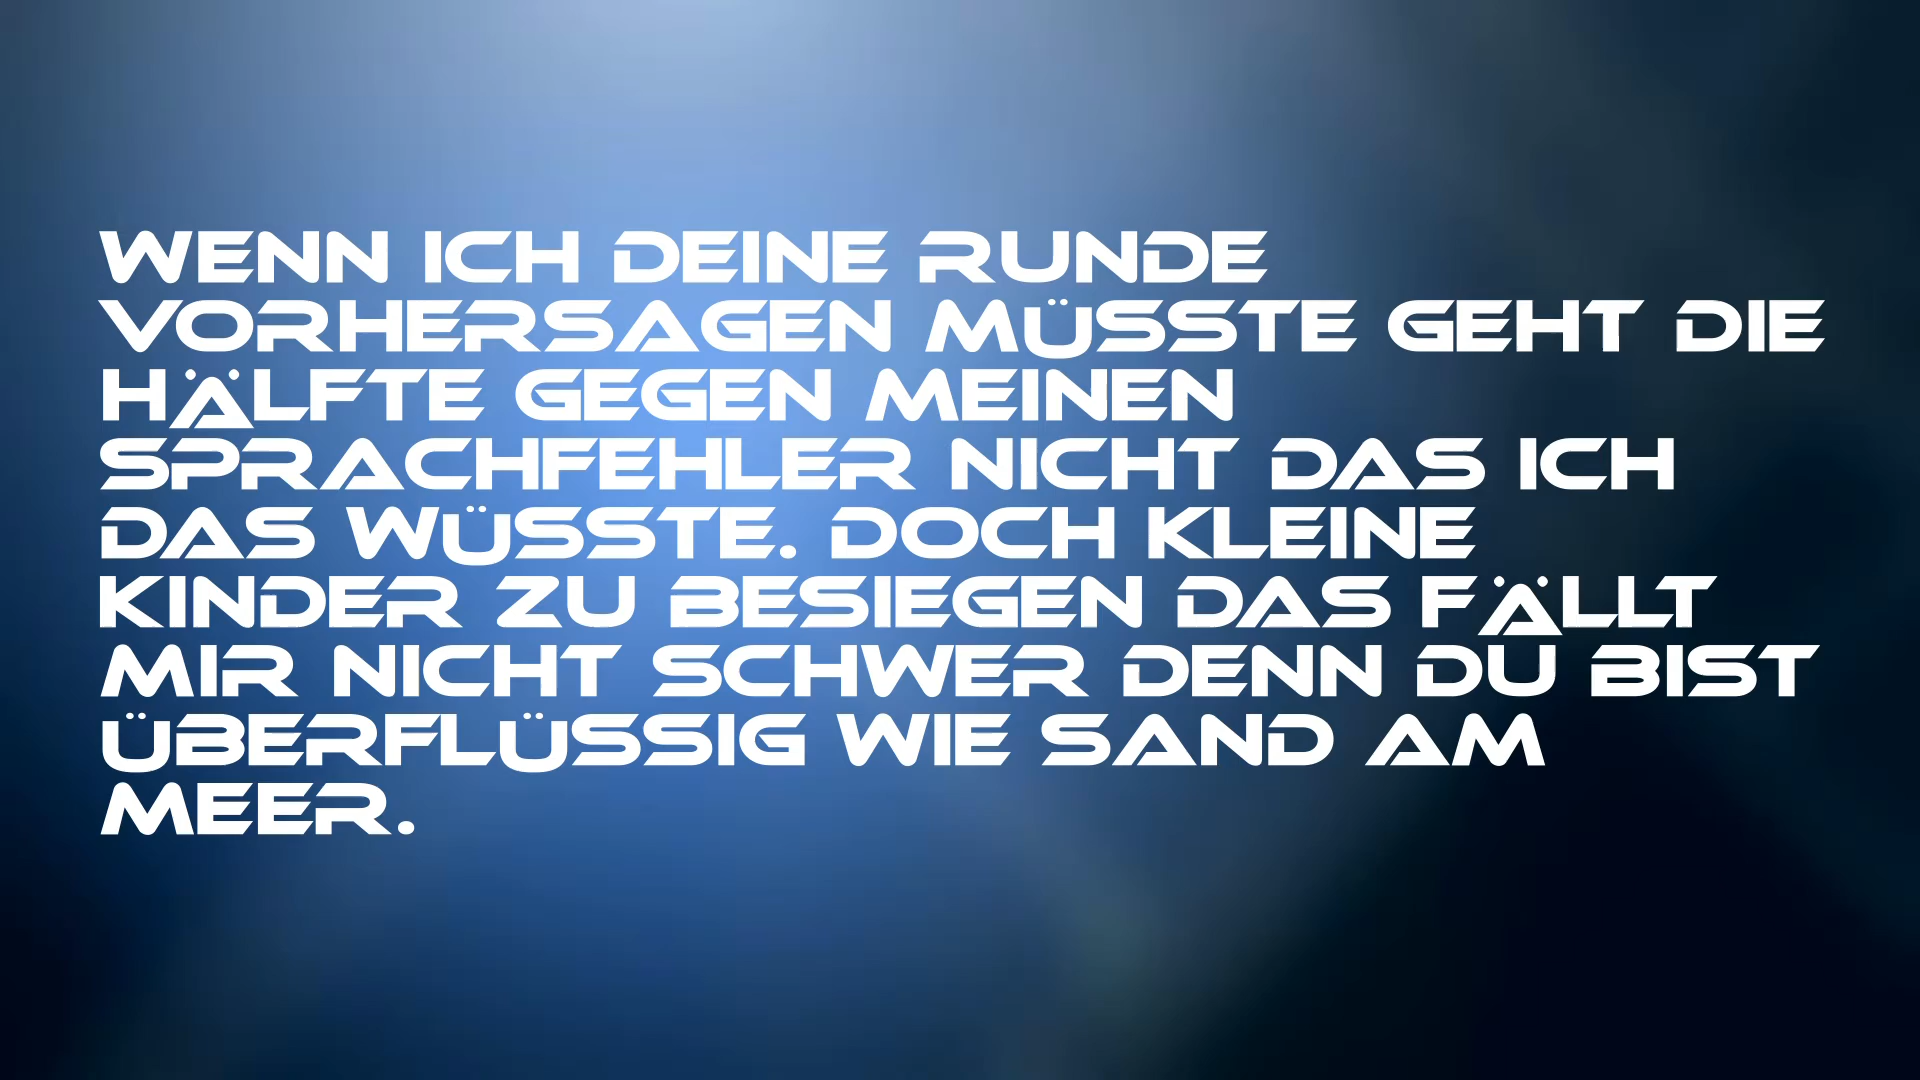 WENN ICH DEINE RUNDE
VORHERSAGEN MÜSSTE GEHT DIE
HÄLFTE GEGEN MEINEN
SPRACHFEHLER NICHT DAS ICH
DAS WÜSSTE. DOCH KLEINE
KINDER ZU BESIEGEN DAS FÄLLT
MIR NICHT SCHWER DENN DU BIST
ÜBERFLÜSSIG WIE SAND AM
MEER.